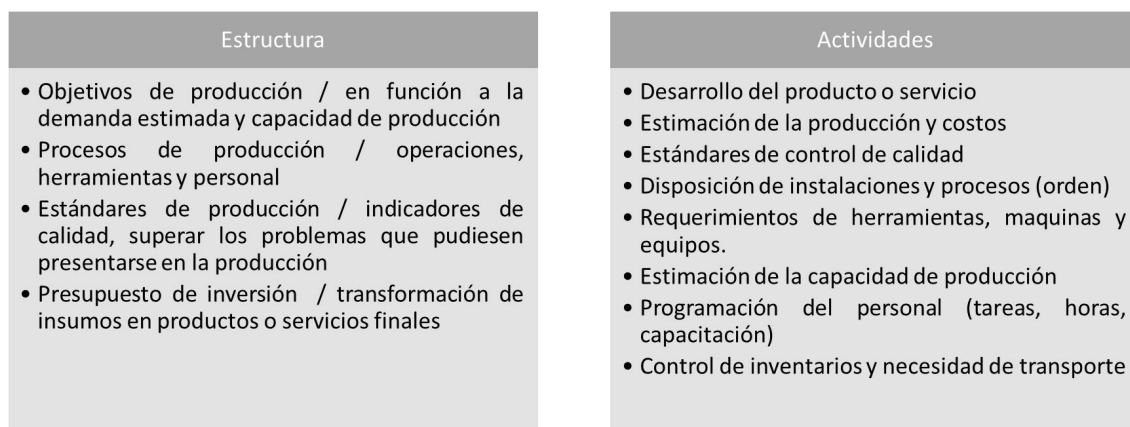 Estructura
• Objetivos de producción / en función a la
demanda estimada y capacidad de producción
• Procesos de producción / operaciones,
herramientas y personal
• Estándares de producción / indicadores de
calidad, superar los problemas que pudiesen
presentarse en la producción
• Presupuesto de inversión / transformación de
insumos en productos o servicios finales
Actividades
• Desarrollo del producto o servicio
• Estimación de la producción y costos
• Estándares de control de calidad
• Disposición de instalaciones y procesos (orden)
• Requerimientos de herramientas, maquinas y
equipos.
• Estimación de la capacidad de producción
• Programación del personal (tareas, horas,
capacitación)
• Control de inventarios y necesidad de transporte